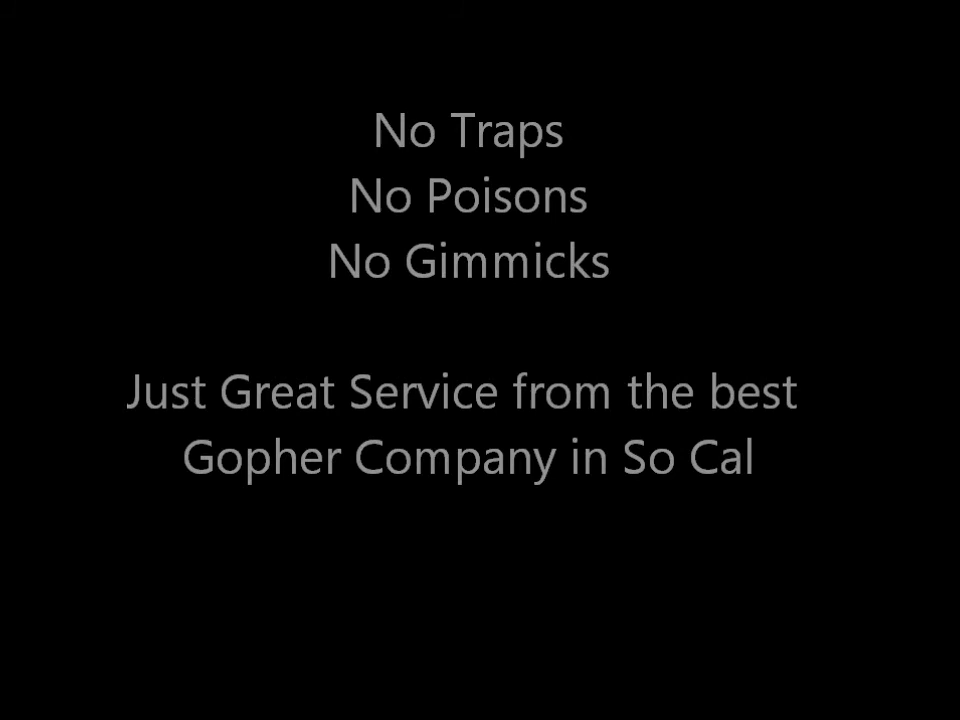 No Traps
No Poisons
No Gimmicks
Just Great Service from the best
Gopher Company in So Cal